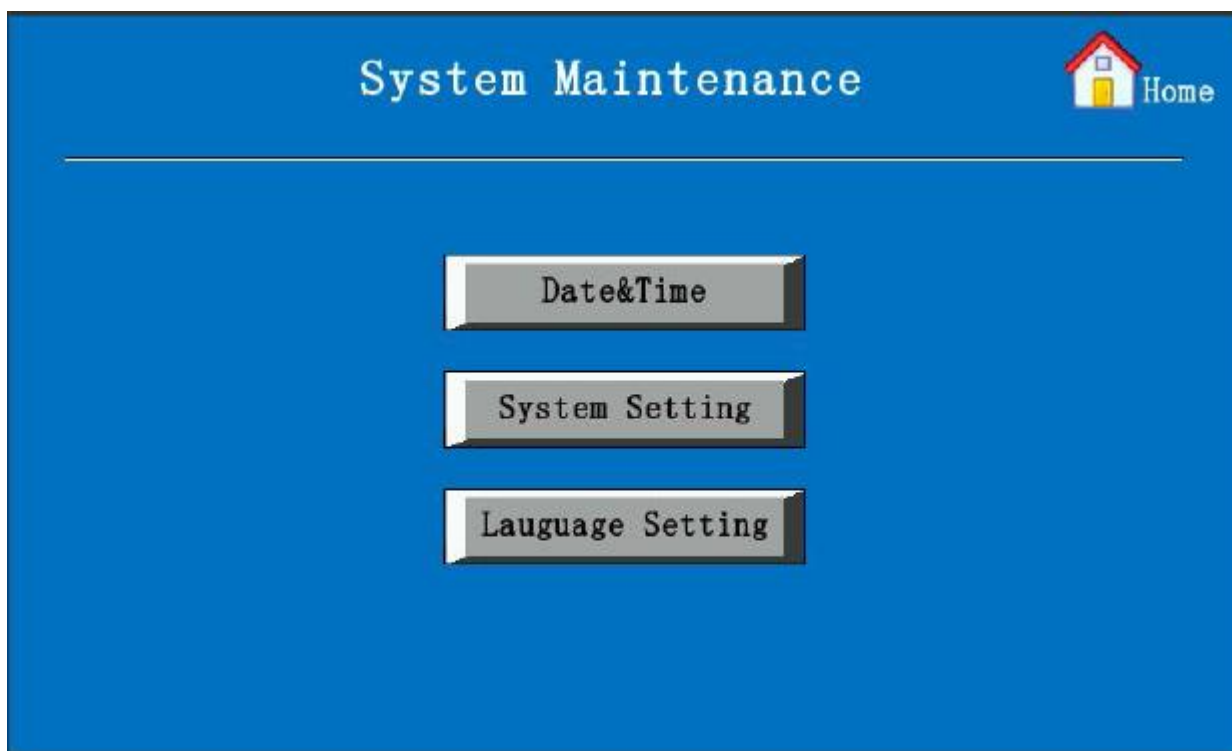 System Maintenance
Home
Date&Time
System Setting
Lauguage Setting